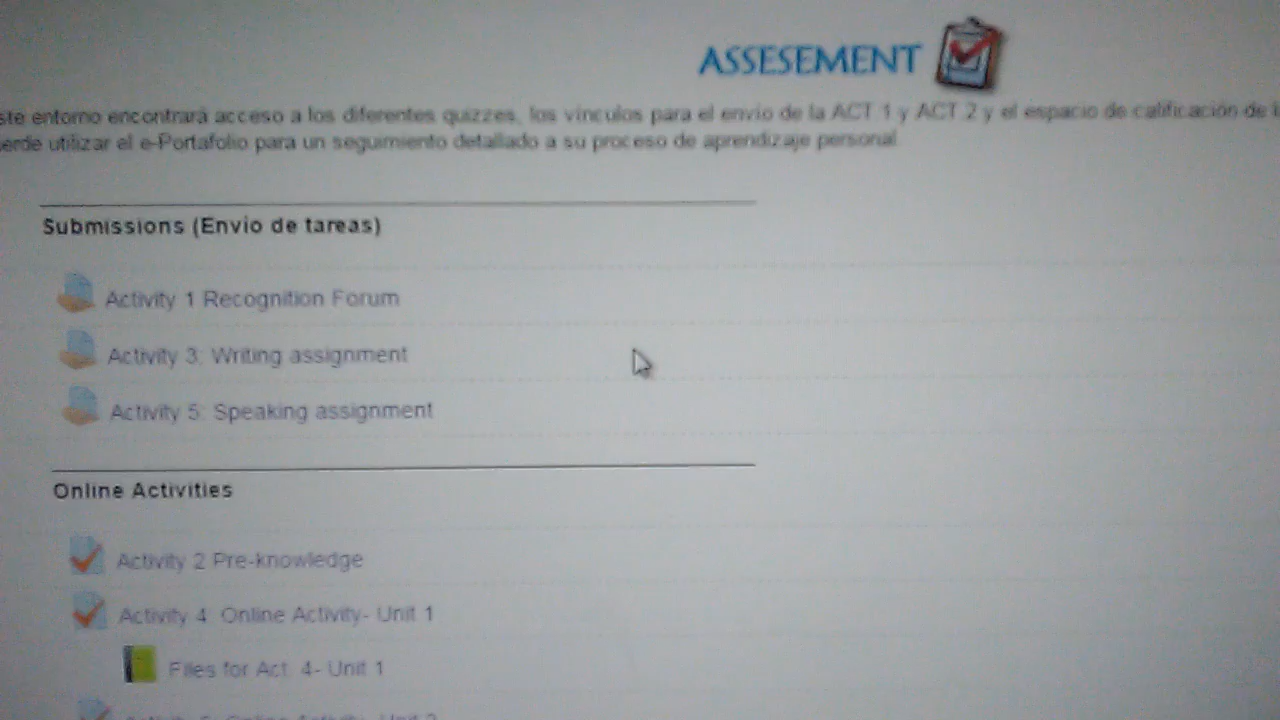 ASSESEMENT
ste entorno encontrará acceso a los diferentes quizzes, los vínculos para el envío de la ACT 1 y ACT 2 y el espacio de calificación de
erde utilizar el e-Portafolio para un seguimiento detallado a su proceso de aprendizaje personal
Submissions (Envio de tareas)
Activity 1 Recognition Forum
Activity 3: Writing assignment
Activity 5: Speaking assignment
Online Activities
Activity 2 Pre-knowledge
Activity 4: Online Activity- Unit 1
Files for Act. 4- Unit 1